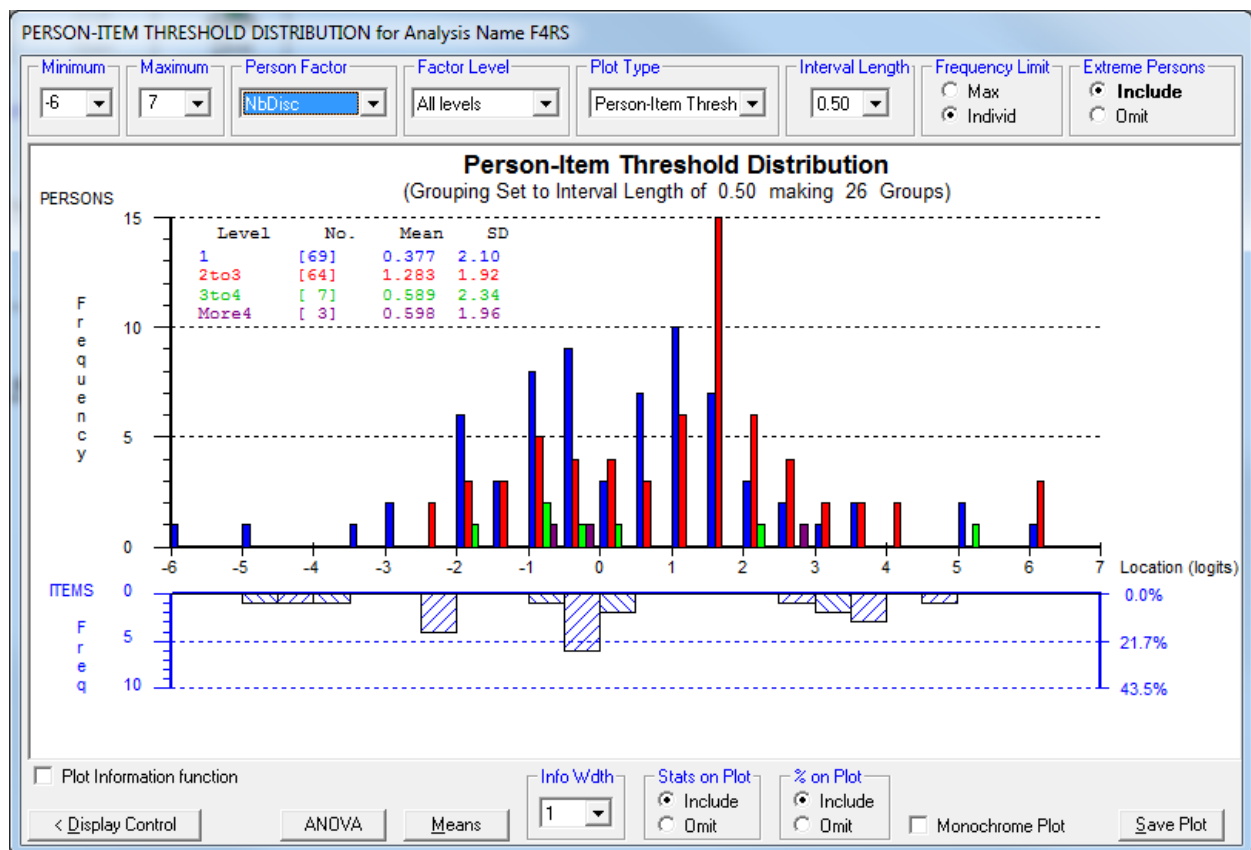 PERSON-ITEM THRESHOLD DISTRIBUTION for Analysis Name F4RS
Minimum Maximum Person Factor Factor Level Plot Type Interval Length Frequency Limit Extreme Persons
-6 7 NbDisc All levels Person-Item Thresh 0.50 Max Include
Individ Omit
Person-Item Threshold Distribution
(Grouping Set to Interval Length of 0.50 making 26 Groups)
PERSONS
15
Level No. Mean SD
1 [69] 0.377 2.10
2to3 [64] 1.283 1.92
3to4 [ 7] 0.589 2.34
More4 [ 3] 0.598 1.96
Frequency
10
5
0
-6 -5 -4 -3 -2 -1 0 1 2 3 4 5 6 7 Location (logits)
ITEMS 0 0.0%
Freq
5 21.7%
10 43.5%
Plot Information function
Info Wdth Stats on Plot % on Plot
1 Include Include
Omit Omit
< Display Control ANOVA Means Monochrome Plot Save Plot